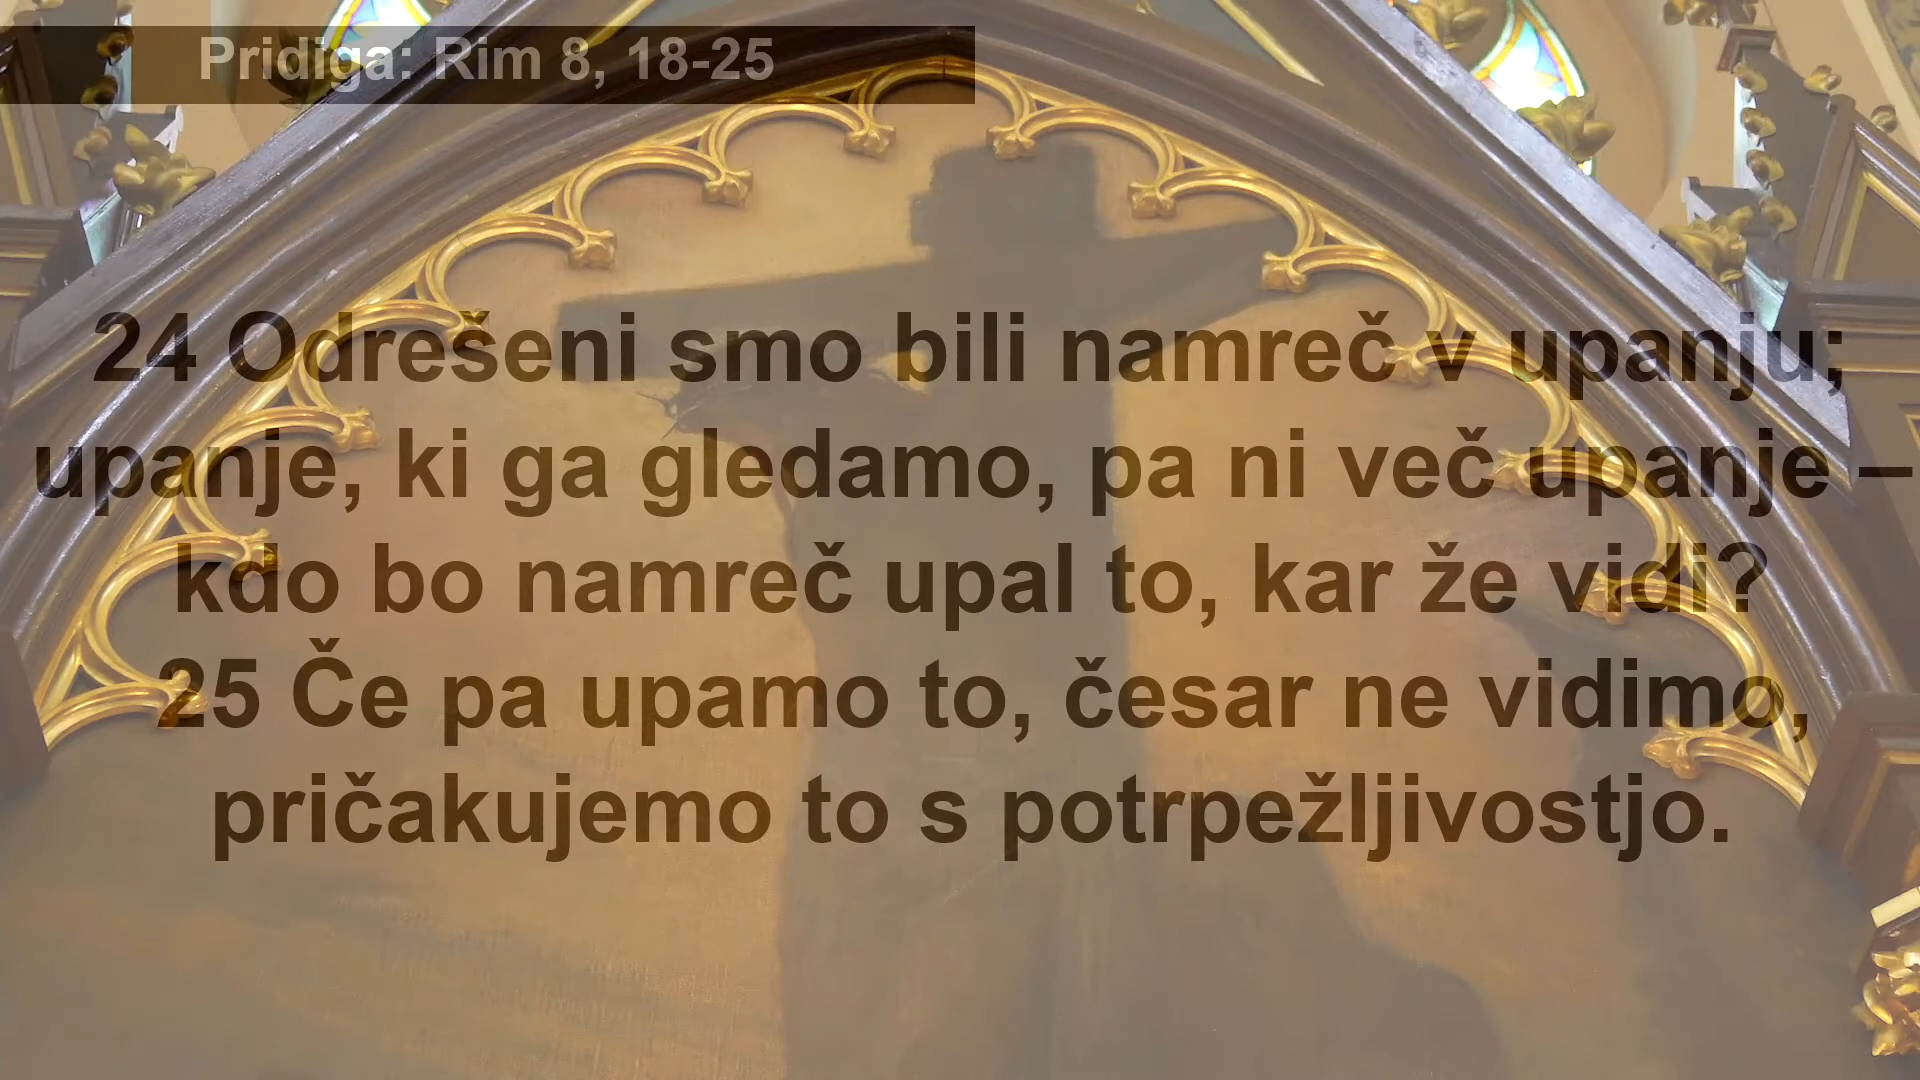 Pridiga: Rim 8, 18-25
24 Odrešeni smo bili namreč v upanju;
upanje, ki ga gledamo, pa ni več upanje –
kdo bo namreč upal to, kar že vidi?
25 Če pa upamo to, česar ne vidimo,
pričakujemo to s potrpežljivostjo.